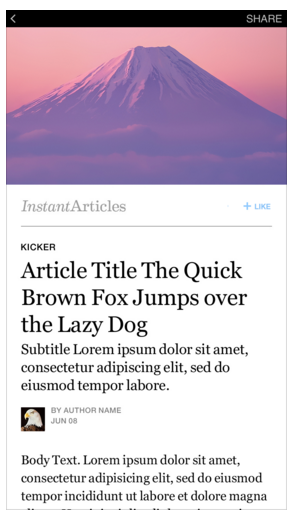 SHARE
InstantArticles
+ LIKE
KICKER
Article Title The Quick
Brown Fox Jumps over
the Lazy Dog
Subtitle Lorem ipsum dolor sit amet,
consectetur adipiscing elit, sed do
eiusmod tempor labore.
BY AUTHOR NAME
JUN 08
Body Text. Lorem ipsum dolor sit amet,
consectetur adipiscing elit, sed do eiusmod
tempor incididunt ut labore et dolore magna